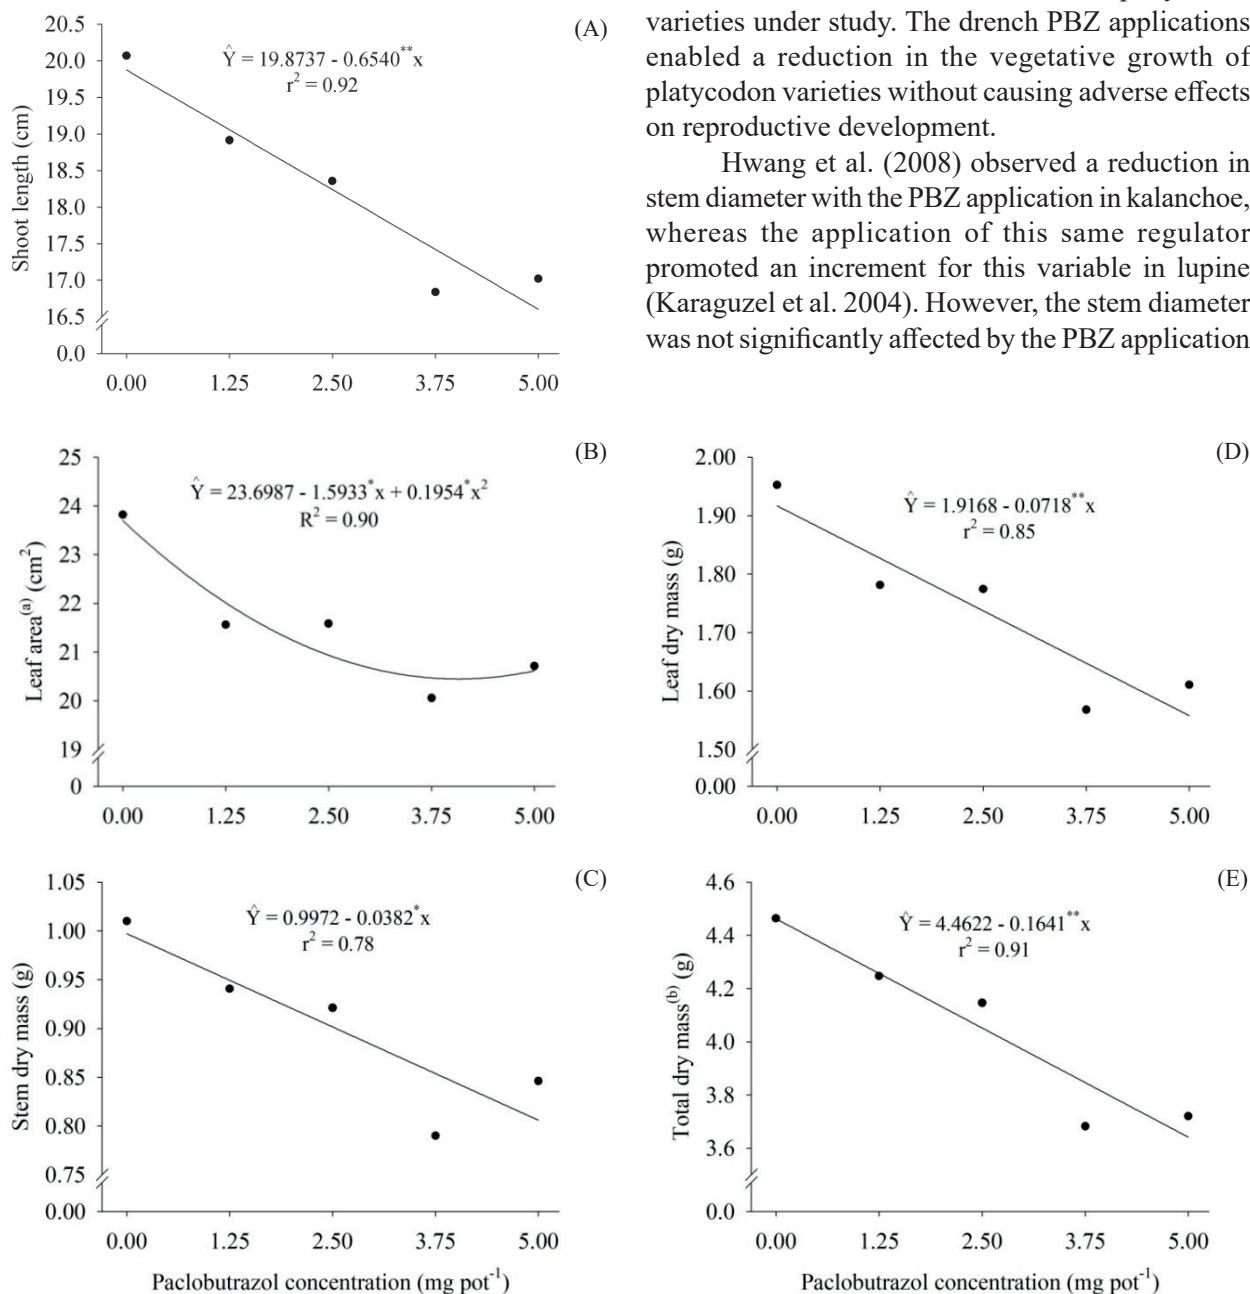 varieties under study. The drench PBZ applications
enabled a reduction in the vegetative growth of
platycodon varieties without causing adverse effects
on reproductive development.
Hwang et al. (2008) observed a reduction in
stem diameter with the PBZ application in kalanchoe,
whereas the application of this same regulator
promoted an increment for this variable in lupine
(Karaguzel et al. 2004). However, the stem diameter
was not significantly affected by the PBZ application
(A)
Ŷ = 19.8737 - 0.6540**x
r² = 0.92
Shoot length (cm)
20.5
20.0
19.5
19.0
18.5
18.0
17.5
17.0
16.5
0.0
0.00 1.25 2.50 3.75 5.00
(B)
Ŷ = 23.6987 - 1.5933*x + 0.1954*x²
R² = 0.90
Leaf area(a) (cm²)
25
24
23
22
21
20
19
0
0.00 1.25 2.50 3.75 5.00
(C)
Ŷ = 0.9972 - 0.0382*x
r² = 0.78
Stem dry mass (g)
1.05
1.00
0.95
0.90
0.85
0.80
0.75
0.00
0.00 1.25 2.50 3.75 5.00
Paclobutrazol concentration (mg pot⁻¹)
(D)
Ŷ = 1.9168 - 0.0718**x
r² = 0.85
Leaf dry mass (g)
2.00
1.90
1.80
1.70
1.60
1.50
0.00
0.00 1.25 2.50 3.75 5.00
(E)
Ŷ = 4.4622 - 0.1641**x
r² = 0.91
Total dry mass(b) (g)
4.6
4.4
4.2
4.0
3.8
3.6
0.0
0.00 1.25 2.50 3.75 5.00
Paclobutrazol concentration (mg pot⁻¹)